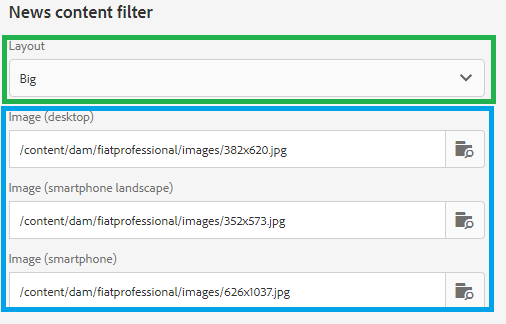 News content filter
Layout
Big
Image (desktop)
/content/dam/fiatprofessional/images/382x620.jpg
Image (smartphone landscape)
/content/dam/fiatprofessional/images/352x573.jpg
Image (smartphone)
/content/dam/fiatprofessional/images/626x1037.jpg